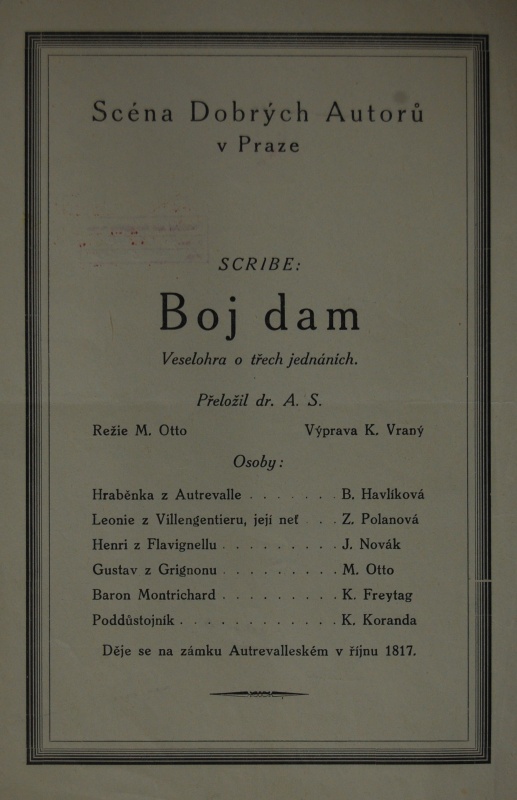 Scéna Dobrých Autorů
v Praze
SCRIBE:
Boj dam
Veselohra o třech jednáních.
Přeložil dr. A. S.
Režie M. Otto Výprava K. Vraný
Osoby:
Hraběnka z Autrevalle . . . . . . . B. Havlíková
Leonie z Villengentieru, její neť . . . Z. Polanová
Henri z Flavignellu . . . . . . . . . J. Novák
Gustav z Grignonu . . . . . . . . . M. Otto
Baron Montrichard . . . . . . . . . K. Freytag
Poddůstojník . . . . . . . . . . . . K. Koranda
Děje se na zámku Autrevalleském v říjnu 1817.